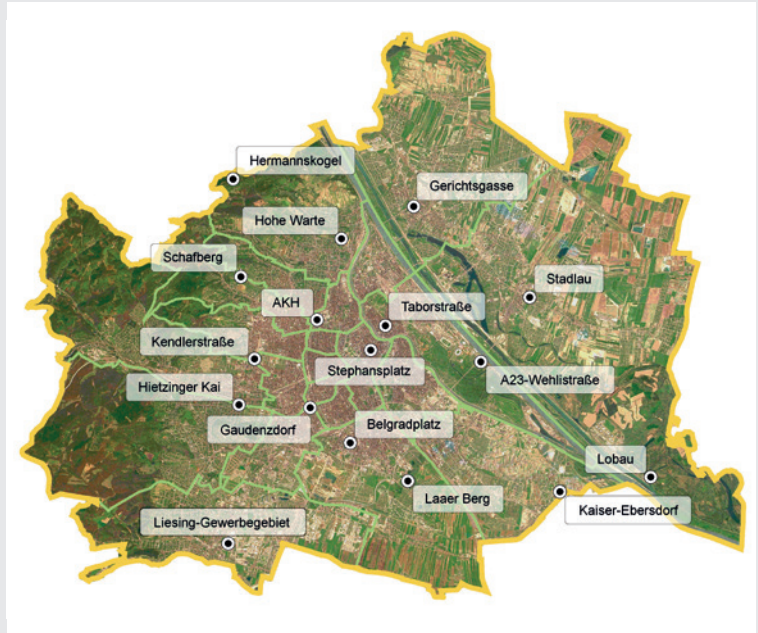 Hermannskogel
Gerichtsgasse
Hohe Warte
Schafberg
Stadlau
AKH
Taborstraße
Kendlerstraße
Stephansplatz
A23-Wehlistraße
Hietzinger Kai
Gaudenzdorf
Belgradplatz
Lobau
Laaer Berg
Kaiser-Ebersdorf
Liesing-Gewerbegebiet